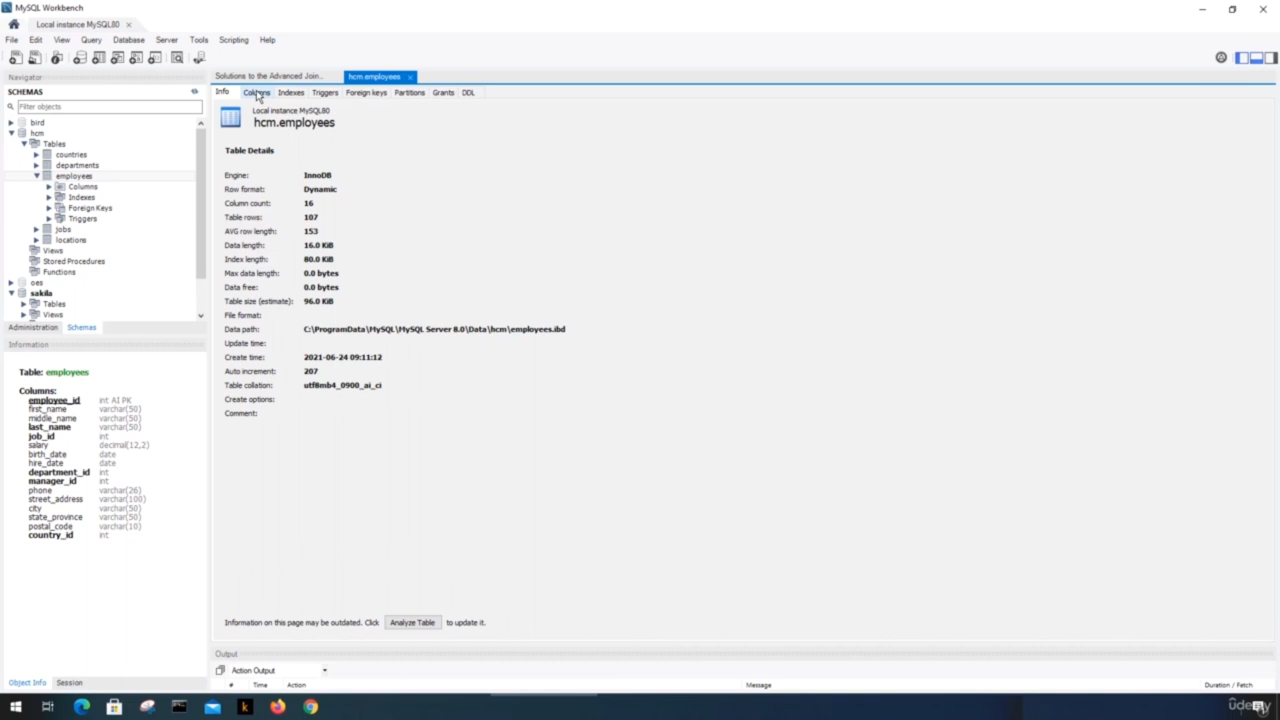 MySQL Workbench
Local instance MySQL80 ×
File Edit View Query Database Server Tools Scripting Help
Navigator
SCHEMAS
Filter objects
bird
hcm
Tables
countries
departments
employees
Columns
Indexes
Foreign Keys
Triggers
jobs
locations
Views
Stored Procedures
Functions
oes
sakila
Tables
Views
Administration Schemas
Information
Table: employees
Columns:
employee_id int AI PK
first_name varchar(50)
middle_name varchar(50)
last_name varchar(50)
job_id int
salary decimal(12,2)
birth_date date
hire_date date
department_id int
manager_id int
phone varchar(26)
street_address varchar(100)
city varchar(50)
state_province varchar(50)
postal_code varchar(10)
country_id int
Object Info Session
Solutions to the Advanced Join... hcm.employees ×
Info Columns Indexes Triggers Foreign keys Partitions Grants DDL
Local instance MySQL80
hcm.employees
Table Details
Engine: InnoDB
Row format: Dynamic
Column count: 16
Table rows: 107
AVG row length: 153
Data length: 16.0 KiB
Index length: 80.0 KiB
Max data length: 0.0 bytes
Data free: 0.0 bytes
Table size (estimate): 96.0 KiB
File format:
Data path: C:\ProgramData\MySQL\MySQL Server 8.0\Data\hcm\employees.ibd
Update time:
Create time: 2021-06-24 09:11:12
Auto increment: 207
Table collation: utf8mb4_0900_ai_ci
Create options:
Comment:
Information on this page may be outdated. Click Analyze Table to update it.
Output
Action Output
# Time Action Message Duration / Fetch
udemy